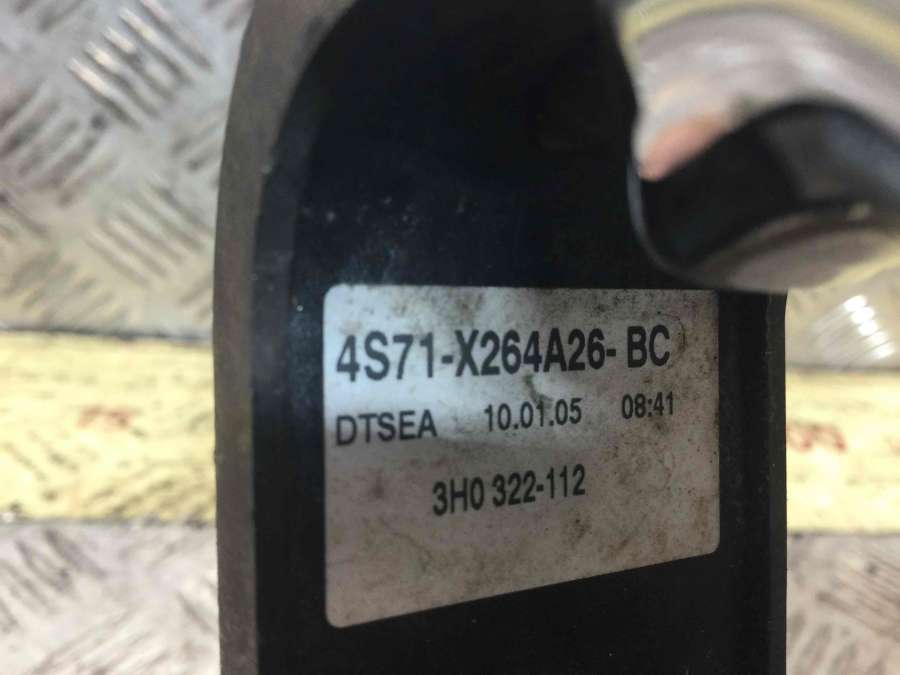 4S71-X264A26- BC
DTSEA 10.01.05 08:41
3H0 322-112